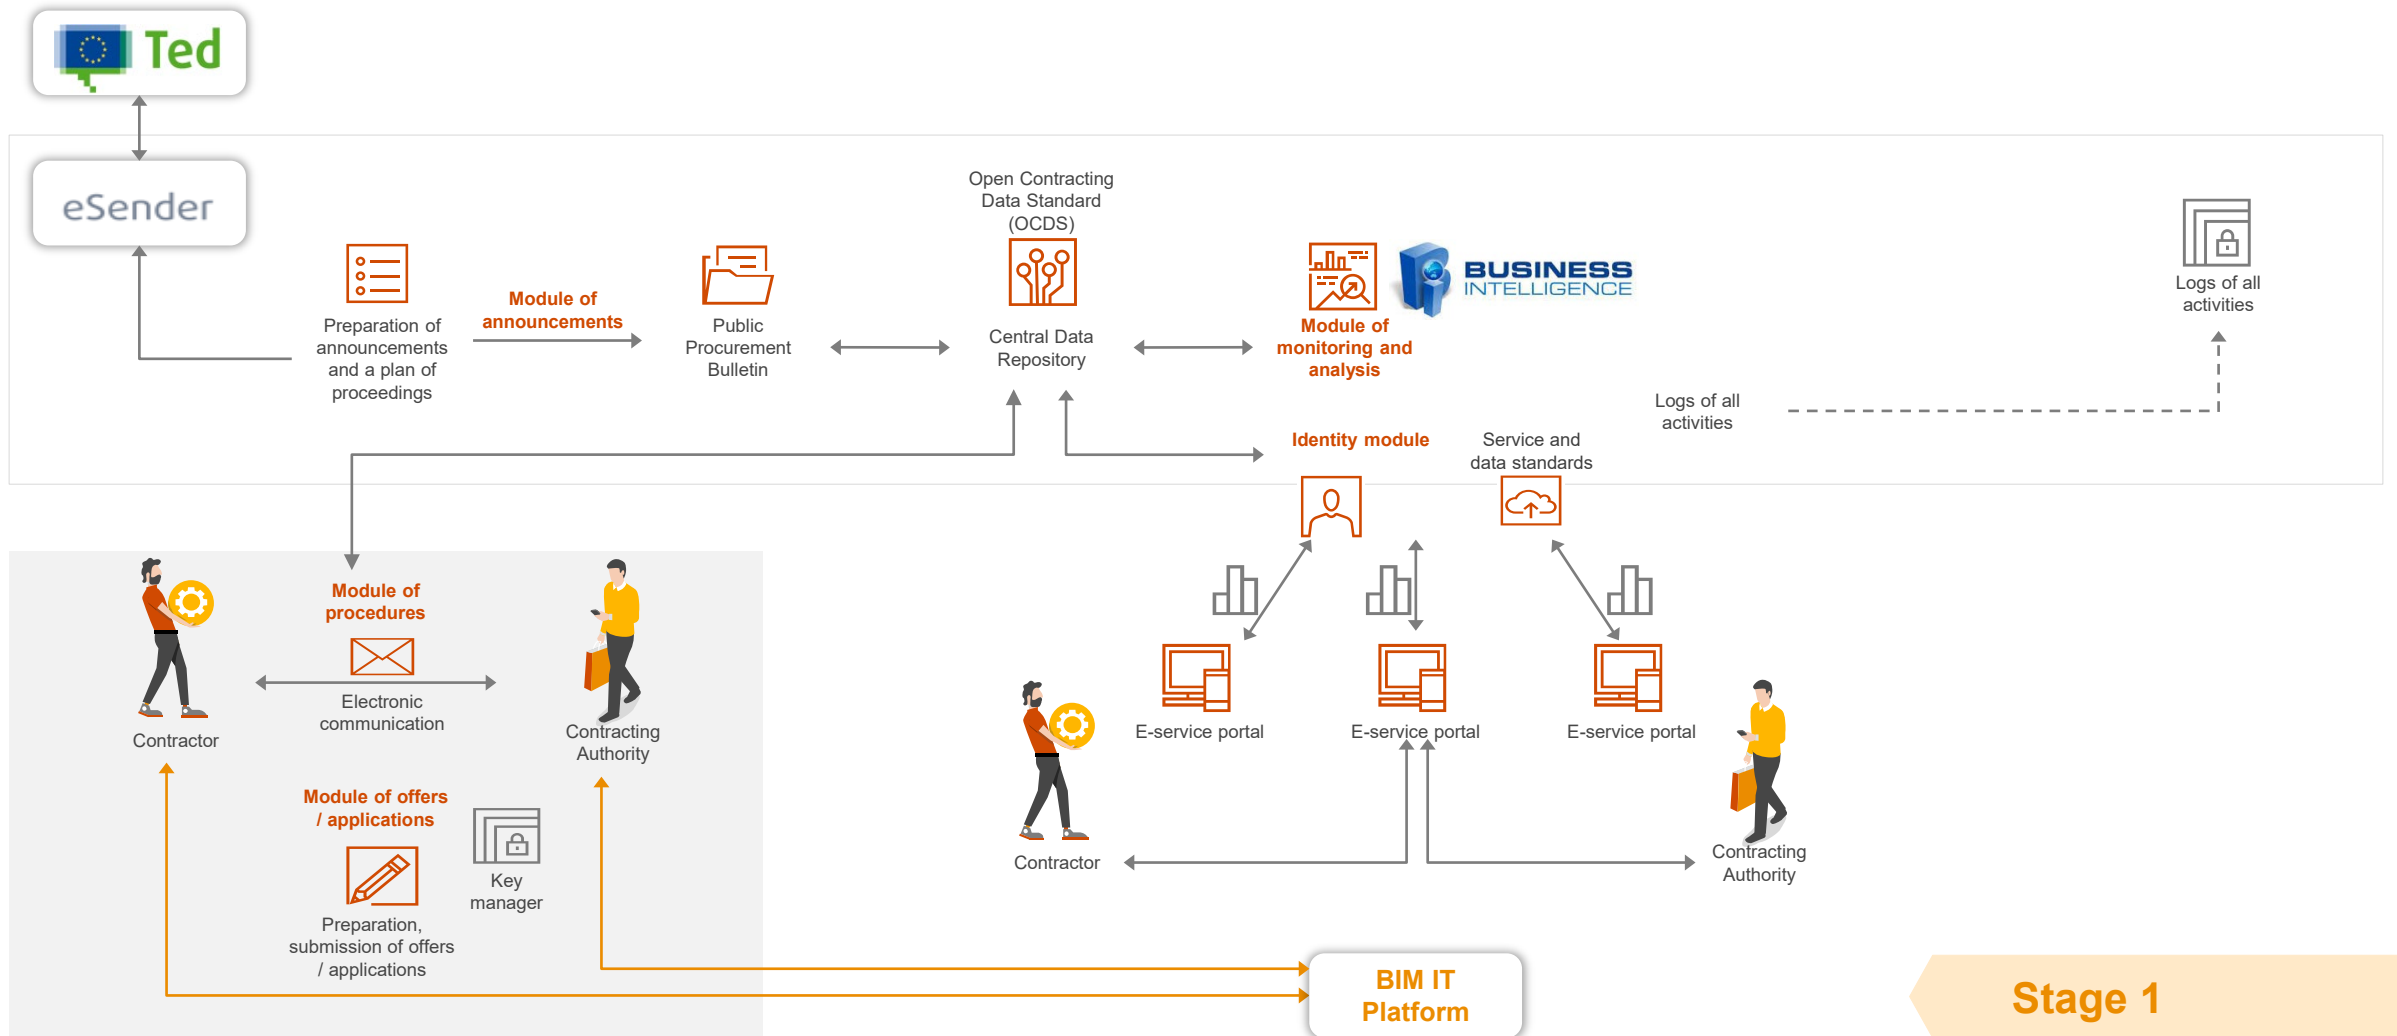 Ted
eSender
Preparation of
announcements
and a plan of
proceedings
Module of
announcements
Public
Procurement
Bulletin
Open Contracting
Data Standard
(OCDS)
Central Data
Repository
Module of
monitoring and
analysis
BUSINESS
INTELLIGENCE
Logs of all
activities
Logs of all
activities
Identity module
Service and
data standards
Module of
procedures
Electronic
communication
Contractor
Contracting
Authority
Module of offers
/ applications
Key
manager
Preparation,
submission of offers
/ applications
E-service portal
E-service portal
E-service portal
Contractor
Contracting
Authority
BIM IT
Platform
Stage 1